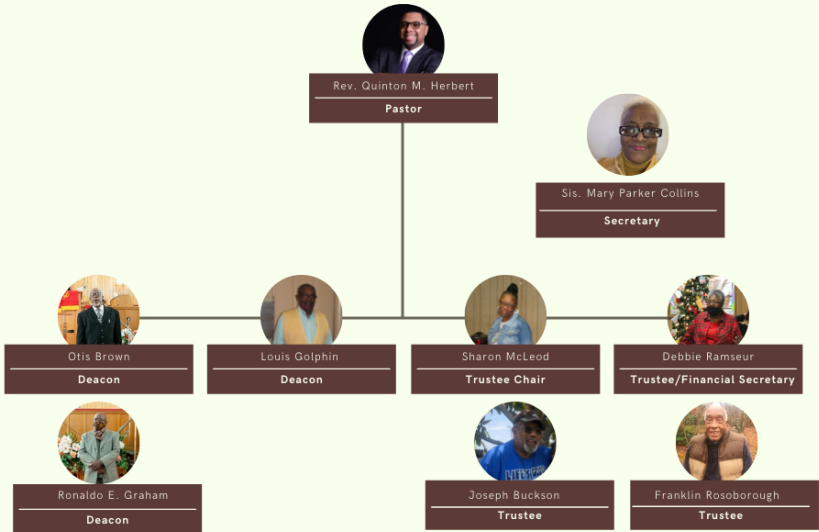 Rev. Quinton M. Herbert
Pastor
Sis. Mary Parker Collins
Secretary
Otis Brown
Deacon
Louis Golphin
Deacon
Sharon McLeod
Trustee Chair
Debbie Ramseur
Trustee/Financial Secretary
Ronaldo E. Graham
Deacon
Joseph Buckson
Trustee
Franklin Rosoborough
Trustee